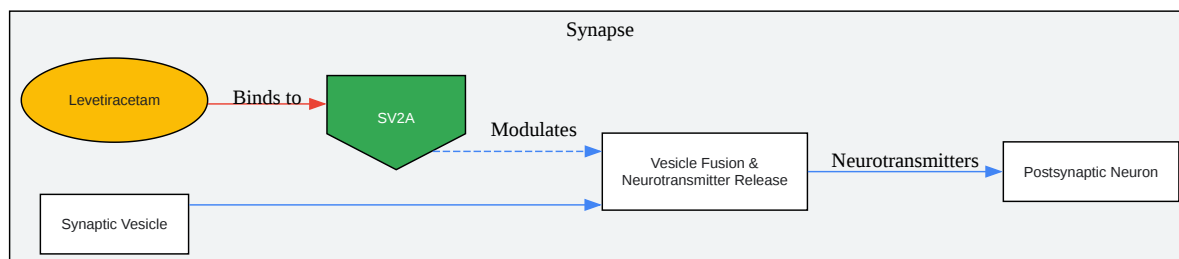 Synapse
Levetiracetam
Binds to
SV2A
Modulates
Vesicle Fusion &
Neurotransmitter Release
Neurotransmitters
Postsynaptic Neuron
Synaptic Vesicle